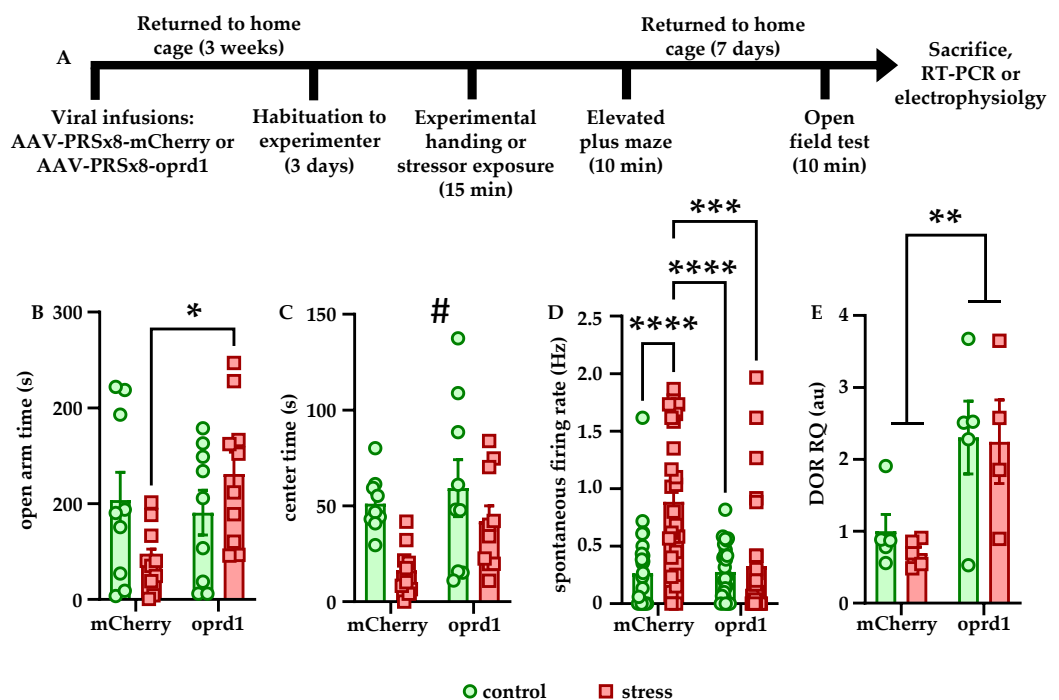 Returned to home
cage (3 weeks)
Returned to home
cage (7 days)
Sacrifice,
RT-PCR or
electrophysiolgy
A
Viral infusions:
AAV-PRSx8-mCherry or
AAV-PRSx8-oprd1
Habituation to
experimenter
(3 days)
Experimental
handing or
stressor exposure
(15 min)
Elevated
plus maze
(10 min)
Open
field test
(10 min)
B
open arm time (s)
300
200
200
0
mCherry
oprd1
*
C
center time (s)
150
100
50
0
mCherry
oprd1
#
D
spontaneous firing rate (Hz)
2.5
2.0
1.5
1.0
0.5
0
mCherry
oprd1
****
****
***
E
DOR RQ (au)
4
3
2
1
0
mCherry
oprd1
**
control
stress